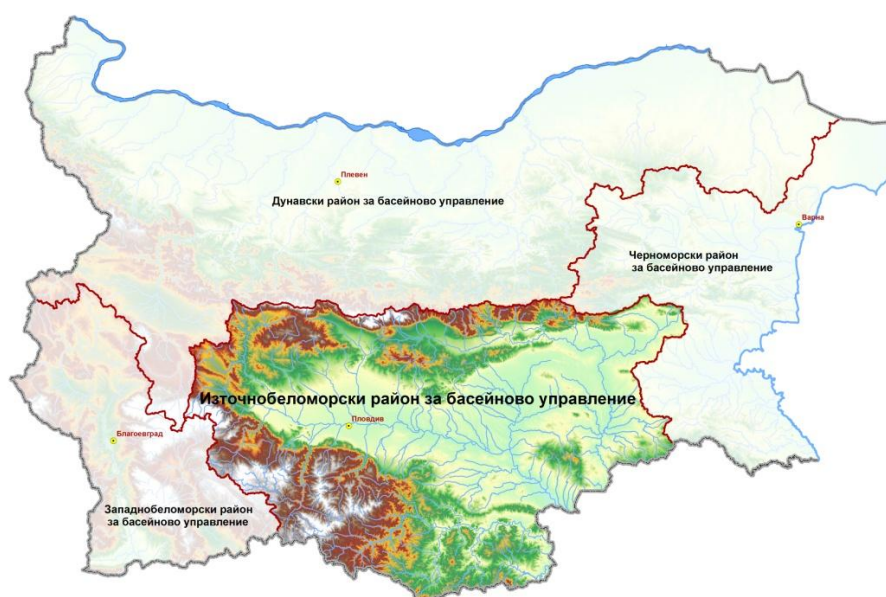 Плевен
Дунавски район за басейново управление
Варна
Черноморски район
за басейново управление
Източнобеломорски район за басейново управление
Пловдив
Благоевград
Западнобеломорски район
за басейново управление